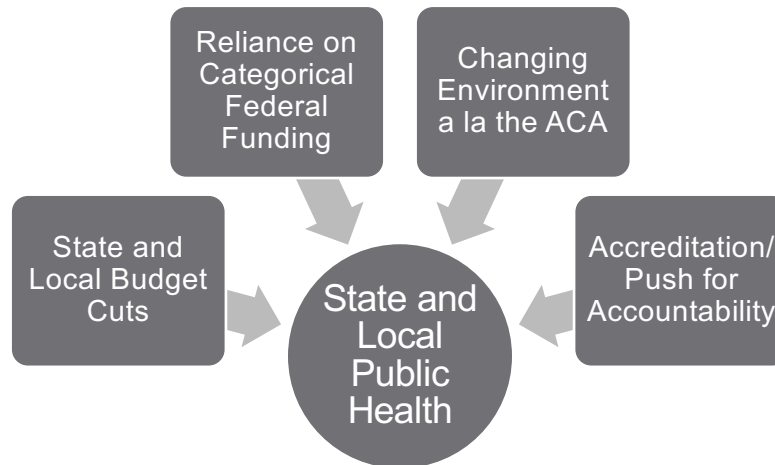 Reliance on
Categorical
Federal
Funding
Changing
Environment
a la the ACA
State and
Local Budget
Cuts
Accreditation/
Push for
Accountability
State and
Local
Public
Health